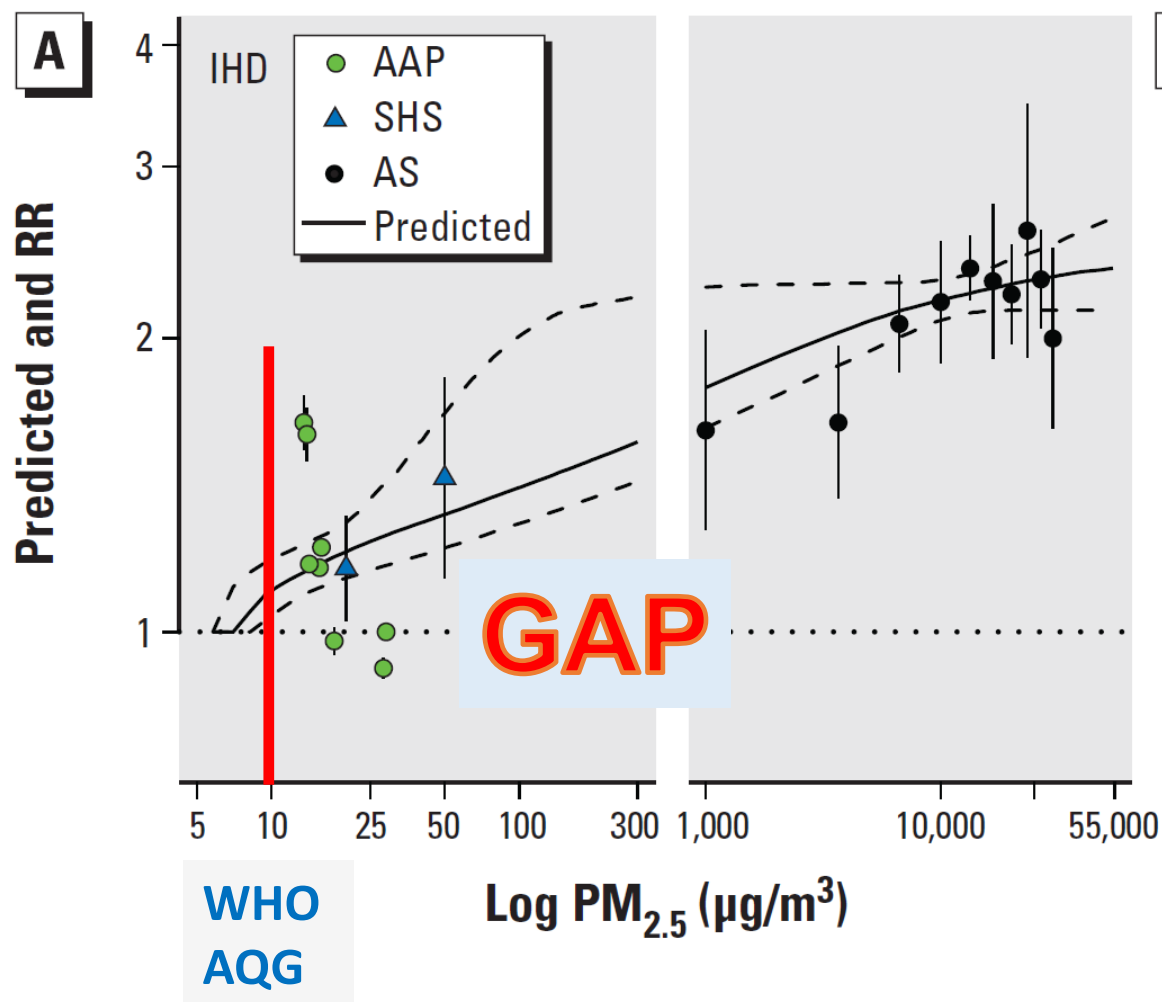 A
IHD
AAP
SHS
AS
Predicted
Predicted and RR
4
3
2
1
GAP
5 10 25 50 100 300 1,000 10,000 55,000
WHO
AQG
Log PM2.5 (µg/m³)